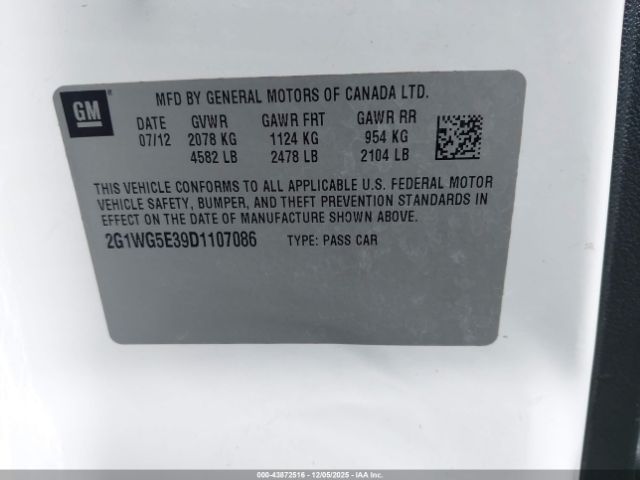 GM
MFD BY GENERAL MOTORS OF CANADA LTD.
DATE GVWR GAWR FRT GAWR RR
07/12 2078 KG 1124 KG 954 KG
4582 LB 2478 LB 2104 LB
THIS VEHICLE CONFORMS TO ALL APPLICABLE U.S. FEDERAL MOTOR
VEHICLE SAFETY, BUMPER, AND THEFT PREVENTION STANDARDS IN
EFFECT ON THE DATE OF MANUFACTURE SHOWN ABOVE.
2G1WG5E39D1107086 TYPE: PASS CAR
000-43872516 - 12/05/2025 - IAA Inc.